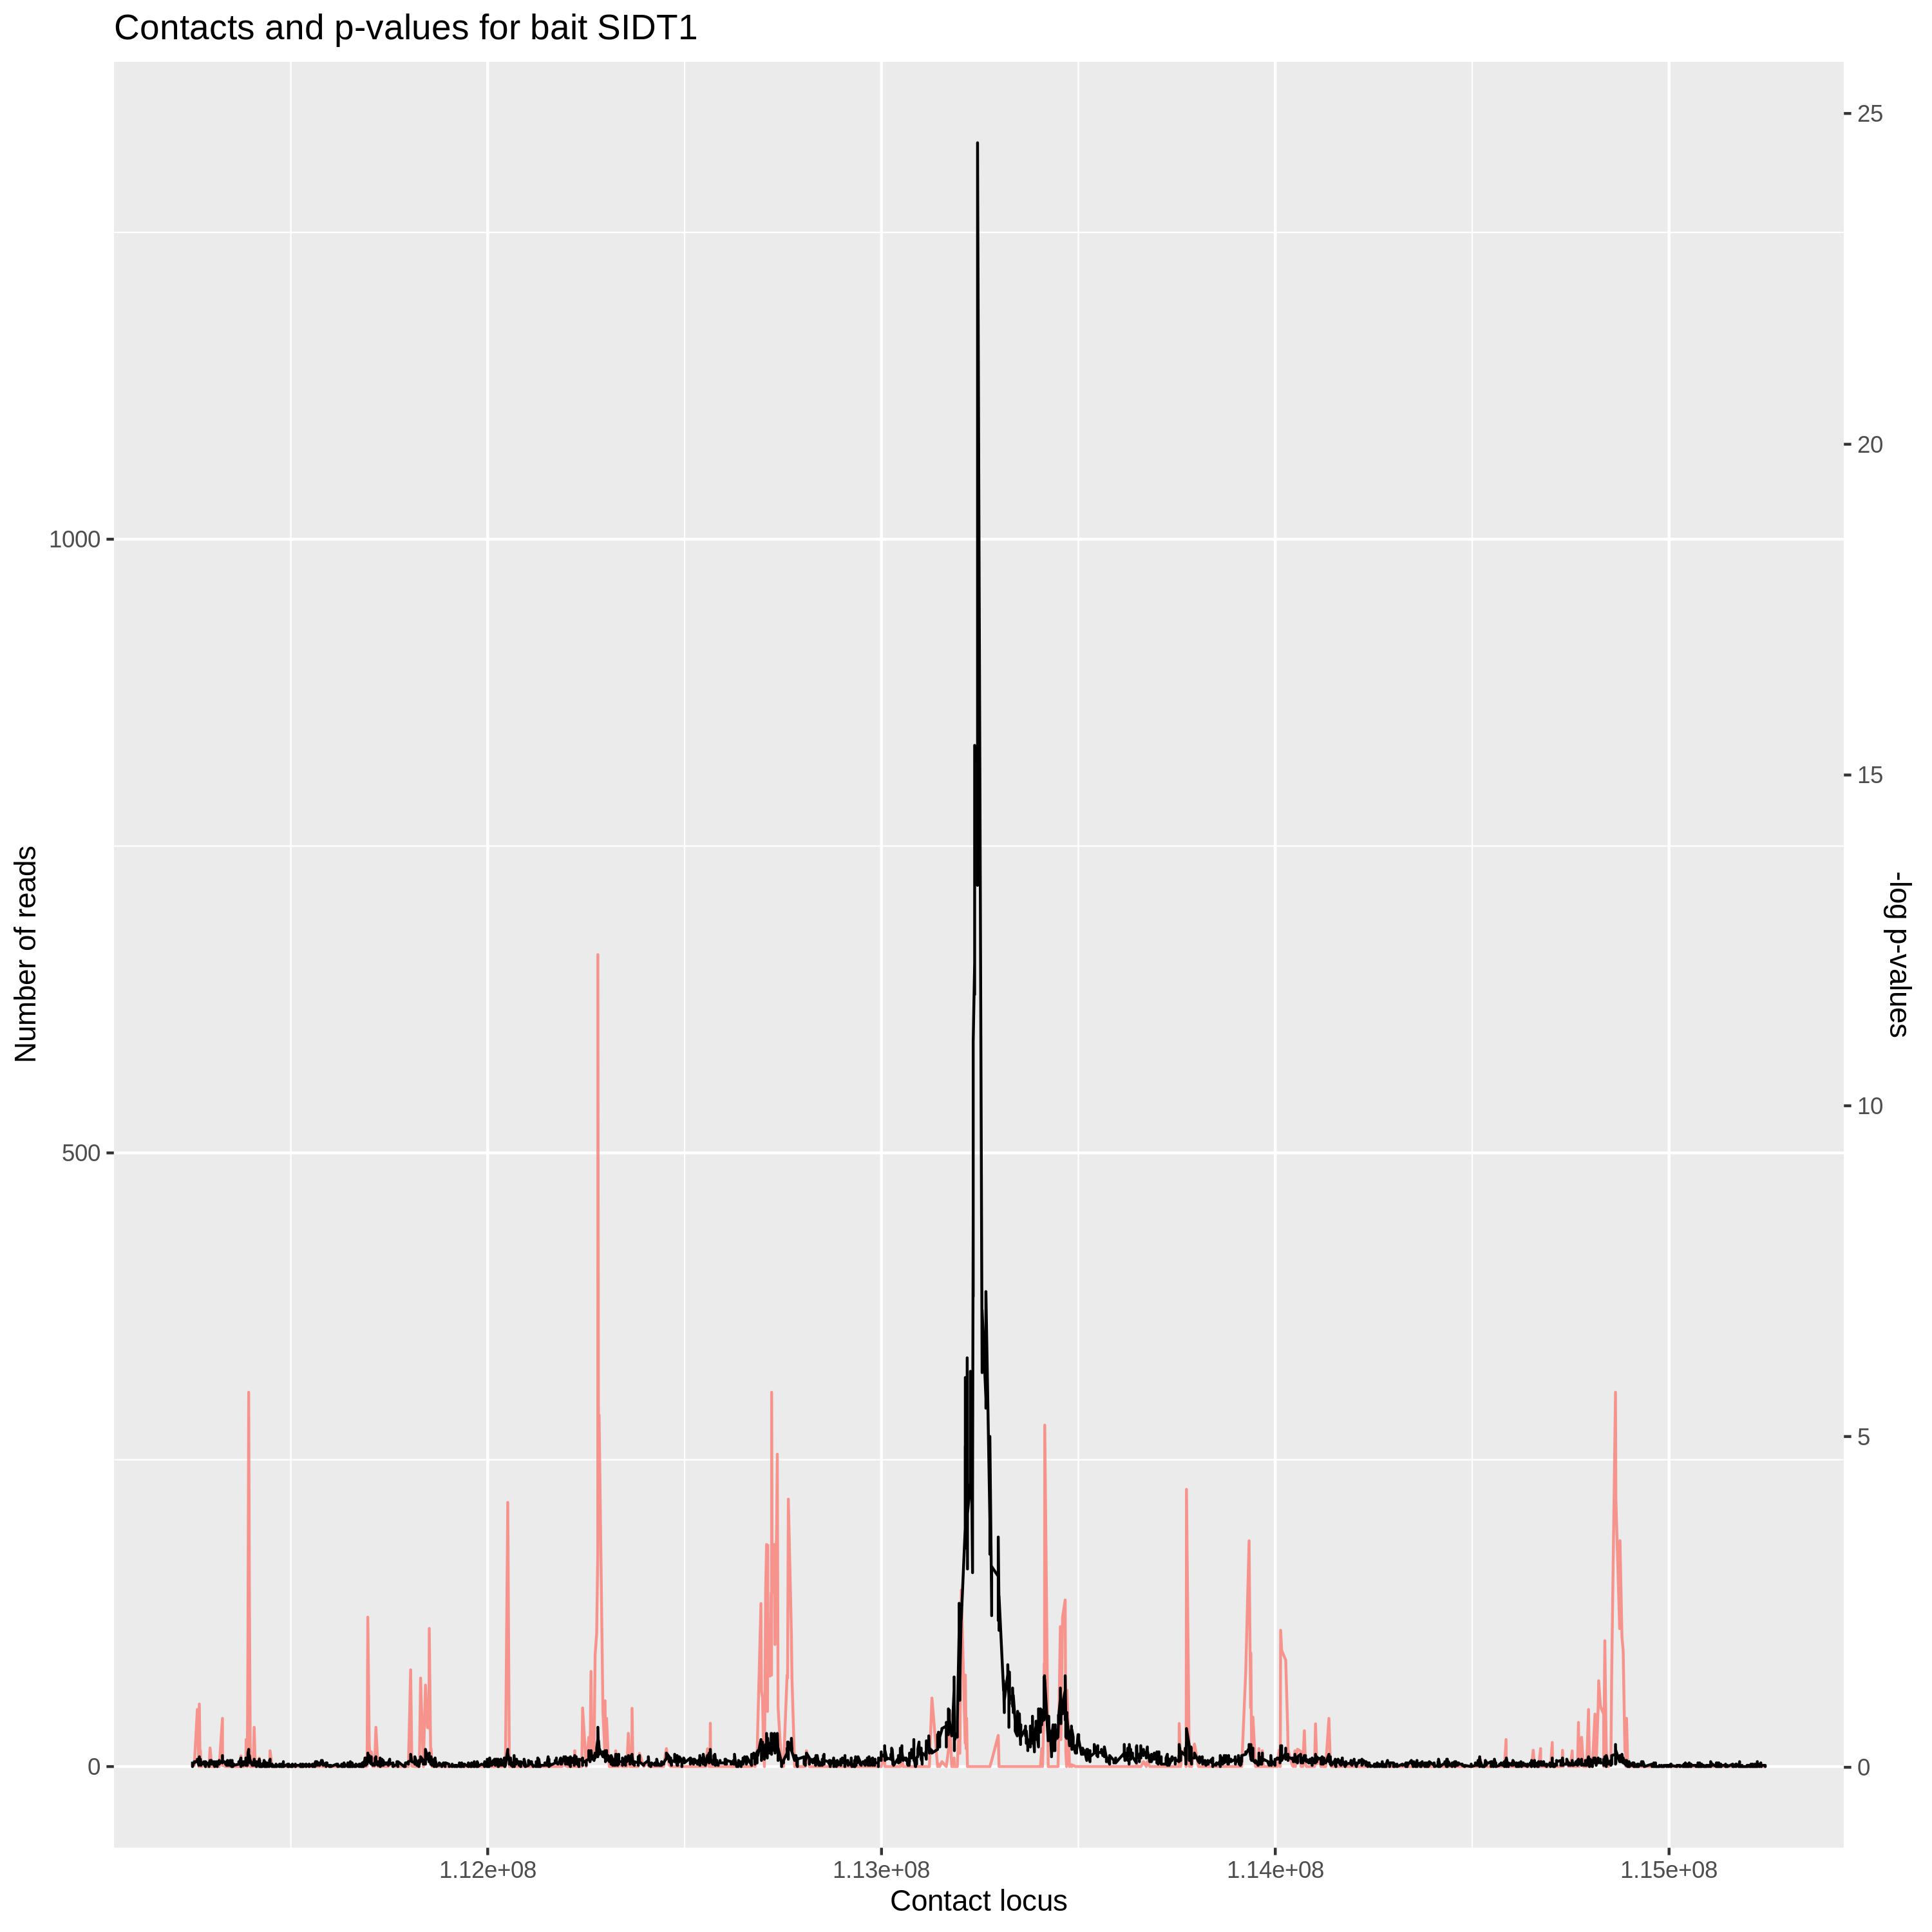 Contacts and p-values for bait SIDT1
25
20
1000
15
Number of reads
-log p-values
10
500
5
0
0
1.12e+08
1.13e+08
1.14e+08
1.15e+08
Contact locus